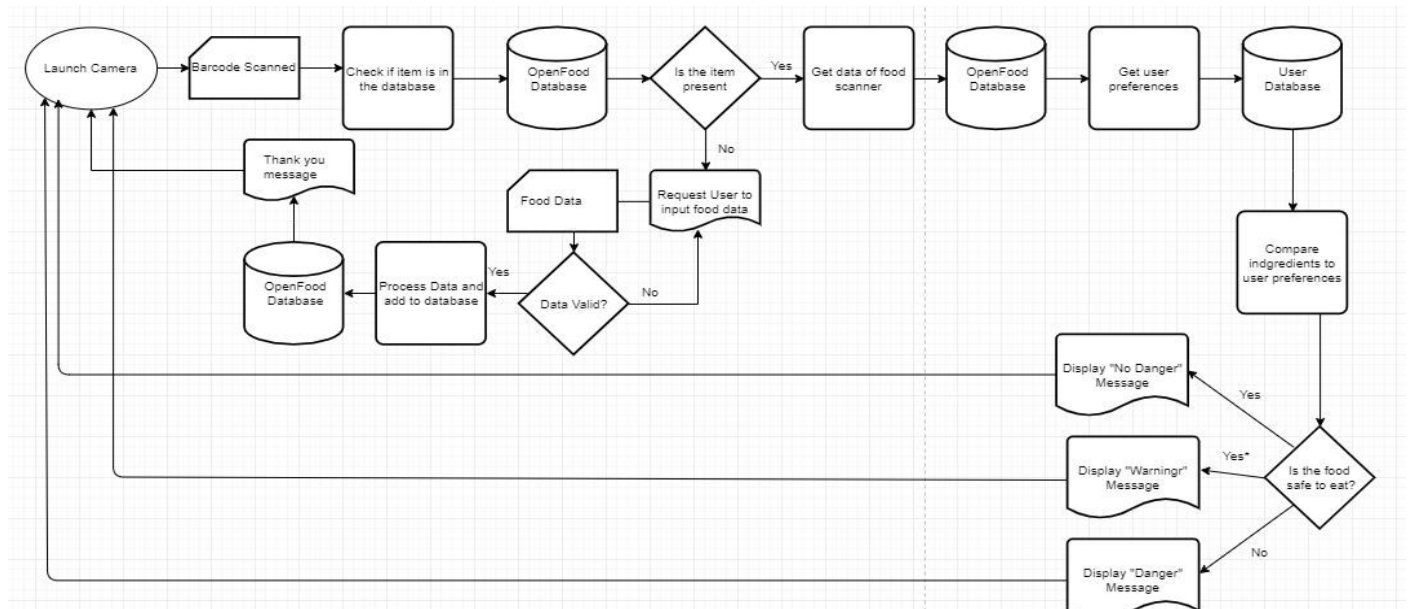 Launch Camera
Barcode Scanned
Check if item is in
the database
OpenFood
Database
Is the item
present
Yes
Get data of food
scanner
OpenFood
Database
Get user
preferences
User
Database
No
Thank you
message
Food Data
Request User to
input food data
OpenFood
Database
Process Data and
add to database
Yes
Data Valid?
No
Compare
indgredients to
user preferences
Display "No Danger"
Message
Yes
Display "Warningr"
Message
Yes*
Is the food
safe to eat?
No
Display "Danger"
Message